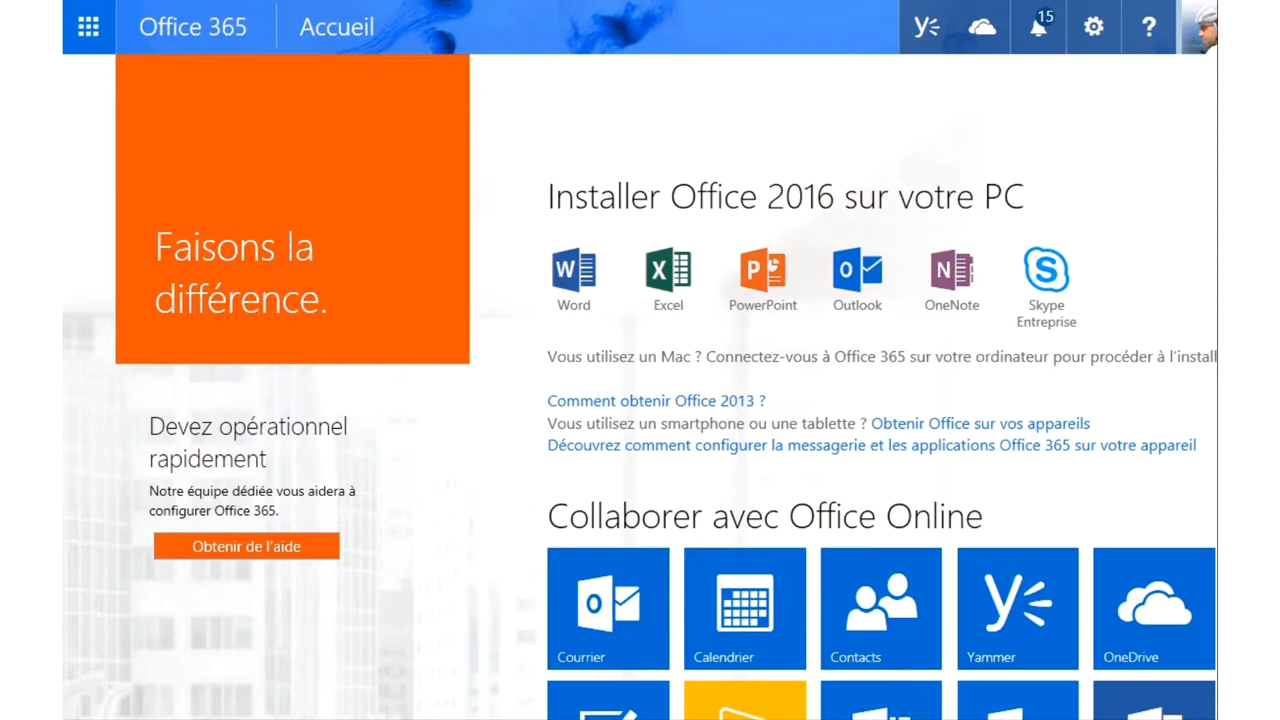 Office 365
Accueil
15
?
Faisons la
différence.
Devez opérationnel
rapidement
Notre équipe dédiée vous aidera à
configurer Office 365.
Obtenir de l'aide
Installer Office 2016 sur votre PC
Word
Excel
PowerPoint
Outlook
OneNote
Skype
Entreprise
Vous utilisez un Mac ? Connectez-vous à Office 365 sur votre ordinateur pour procéder à l'install
Comment obtenir Office 2013 ?
Vous utilisez un smartphone ou une tablette ? Obtenir Office sur vos appareils
Découvrez comment configurer la messagerie et les applications Office 365 sur votre appareil
Collaborer avec Office Online
Courrier
Calendrier
Contacts
Yammer
OneDrive